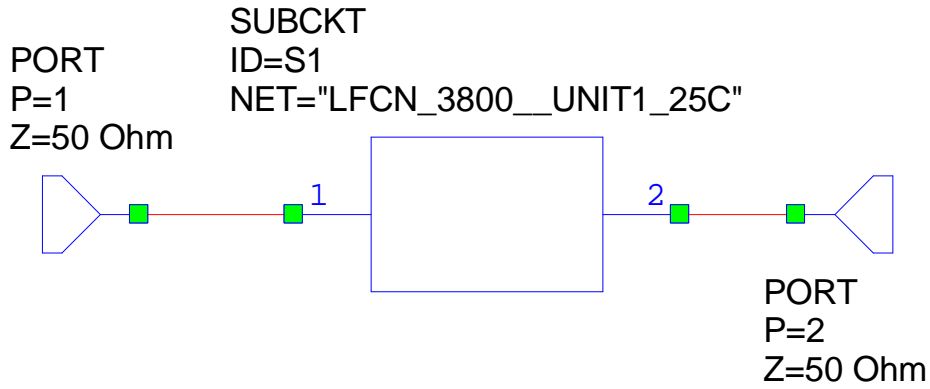 SUBCKT
ID=S1
NET="LFCN_3800__UNIT1_25C"
PORT
P=1
Z=50 Ohm
1
2
PORT
P=2
Z=50 Ohm